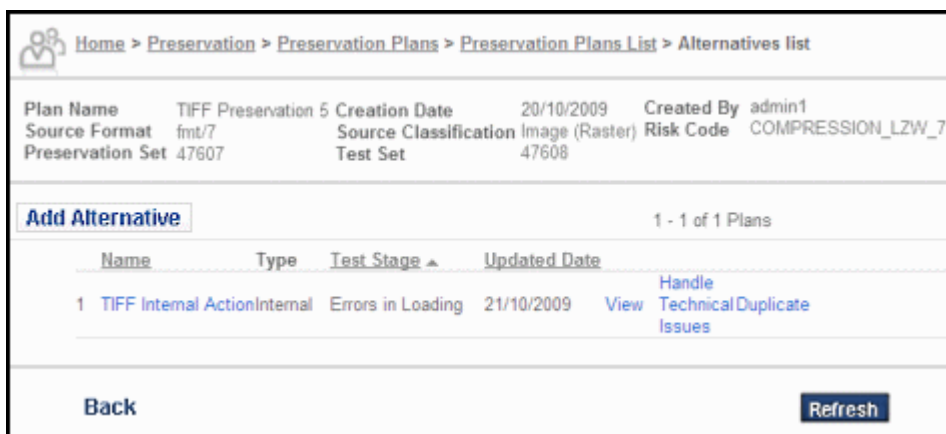 Home > Preservation > Preservation Plans > Preservation Plans List > Alternatives list
Plan Name TIFF Preservation 5 Creation Date 20/10/2009 Created By admin1
Source Format fmt/7 Source Classification Image (Raster) Risk Code COMPRESSION_LZW_7
Preservation Set 47607 Test Set 47608
Add Alternative 1 - 1 of 1 Plans
Name Type Test Stage Updated Date
1 TIFF Internal Action Internal Errors in Loading 21/10/2009 View Handle Technical Issues Duplicate
Back Refresh